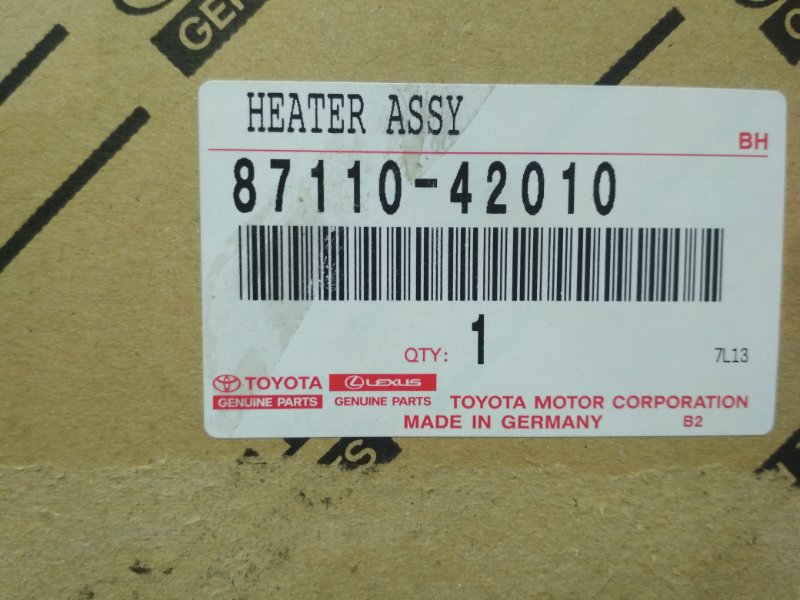 GEN
HEATER ASSY
BH
87110-42010
QTY: 1
7L13
TOYOTA LEXUS
GENUINE PARTS GENUINE PARTS TOYOTA MOTOR CORPORATION
MADE IN GERMANY B2